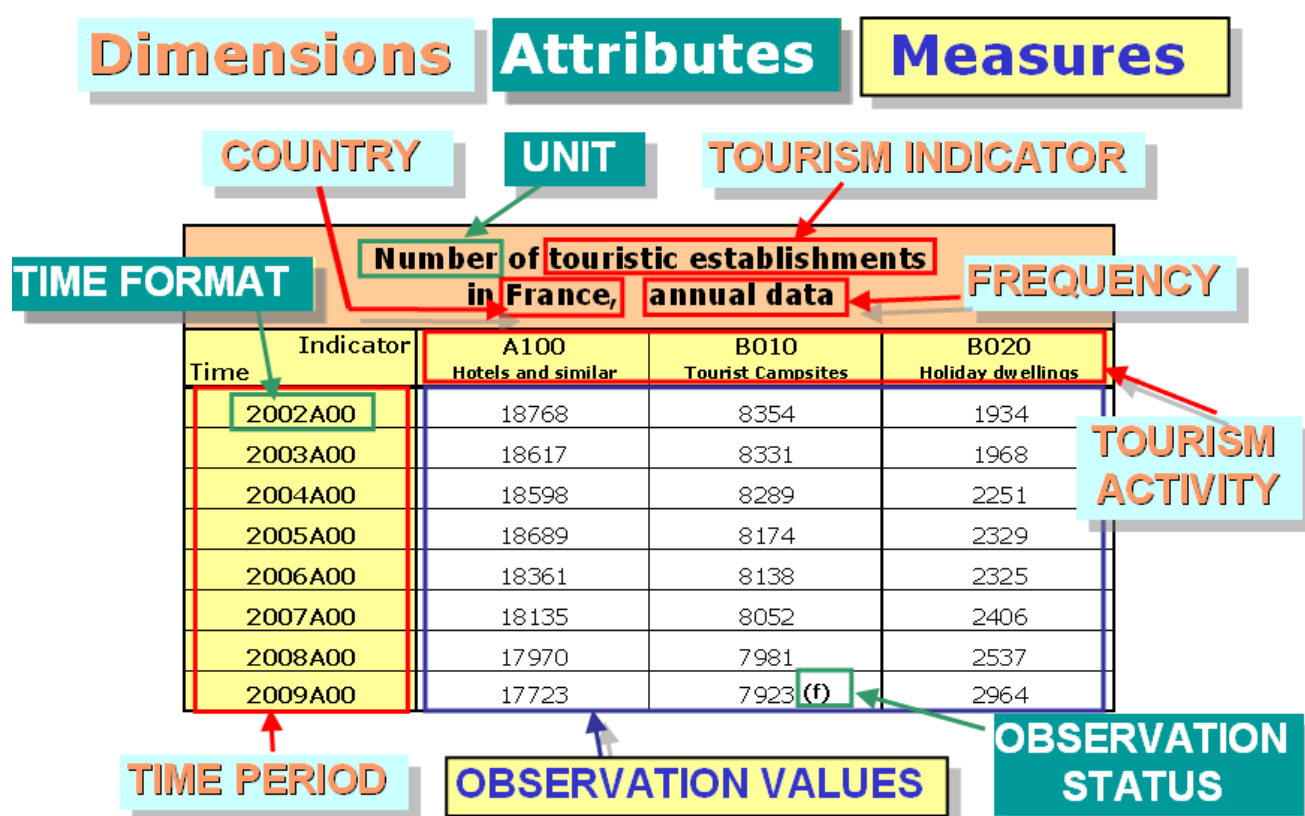 Dimensions Attributes Measures
COUNTRY UNIT TOURISM INDICATOR
Number of touristic establishments
TIME FORMAT in France, annual data FREQUENCY
Indicator A100 B010 B020
Time Hotels and similar Tourist Campsites Holiday dwellings
2002A00 18768 8354 1934
2003A00 18617 8331 1968
TOURISM
2004A00 18598 8289 2251
ACTIVITY
2005A00 18689 8174 2329
2006A00 18361 8138 2325
2007A00 18135 8052 2406
2008A00 17970 7981 2537
2009A00 17723 7923 (f) 2964
OBSERVATION
STATUS
TIME PERIOD OBSERVATION VALUES